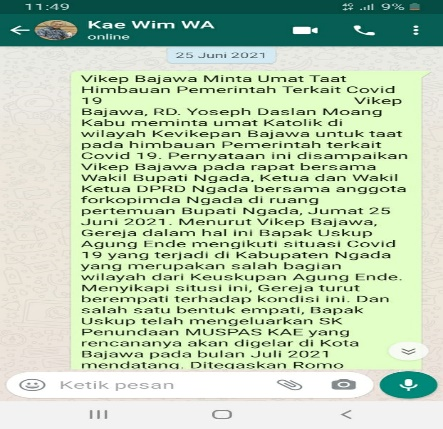 11:49
9%
Kae Wim WA
online
25 Juni 2021
Vikep Bajawa Minta Umat Taat
Himbauan Pemerintah Terkait Covid
19 Vikep
Bajawa, RD. Yoseph Daslan Moang
Kabu meminta umat Katolik di
wilayah Kevikepan Bajawa untuk taat
pada himbauan Pemerintah terkait
Covid 19. Pernyataan ini disampaikan
Vikep Bajawa pada rapat bersama
Wakil Bupati Ngada, Ketua dan Wakil
Ketua DPRD Ngada bersama anggota
forkopimda Ngada di ruang
pertemuan Bupati Ngada, Jumat 25
Juni 2021. Menurut Vikep Bajawa,
Gereja dalam hal ini Bapak Uskup
Agung Ende mengikuti situasi Covid
19 yang terjadi di Kabupaten Ngada
yang merupakan salah bagian
wilayah dari Keuskupan Agung Ende.
Menyikapi situsi ini, Gereja turut
berempati terhadap kondisi ini. Dan
salah satu bentuk empati, Bapak
Uskup telah mengeluarkan SK
Penundaan MUSPAS KAE yang
rencananya akan digelar di Kota
Bajawa pada bulan Juli 2021
mendatang. Ditegaskan Romo
Ketik pesan